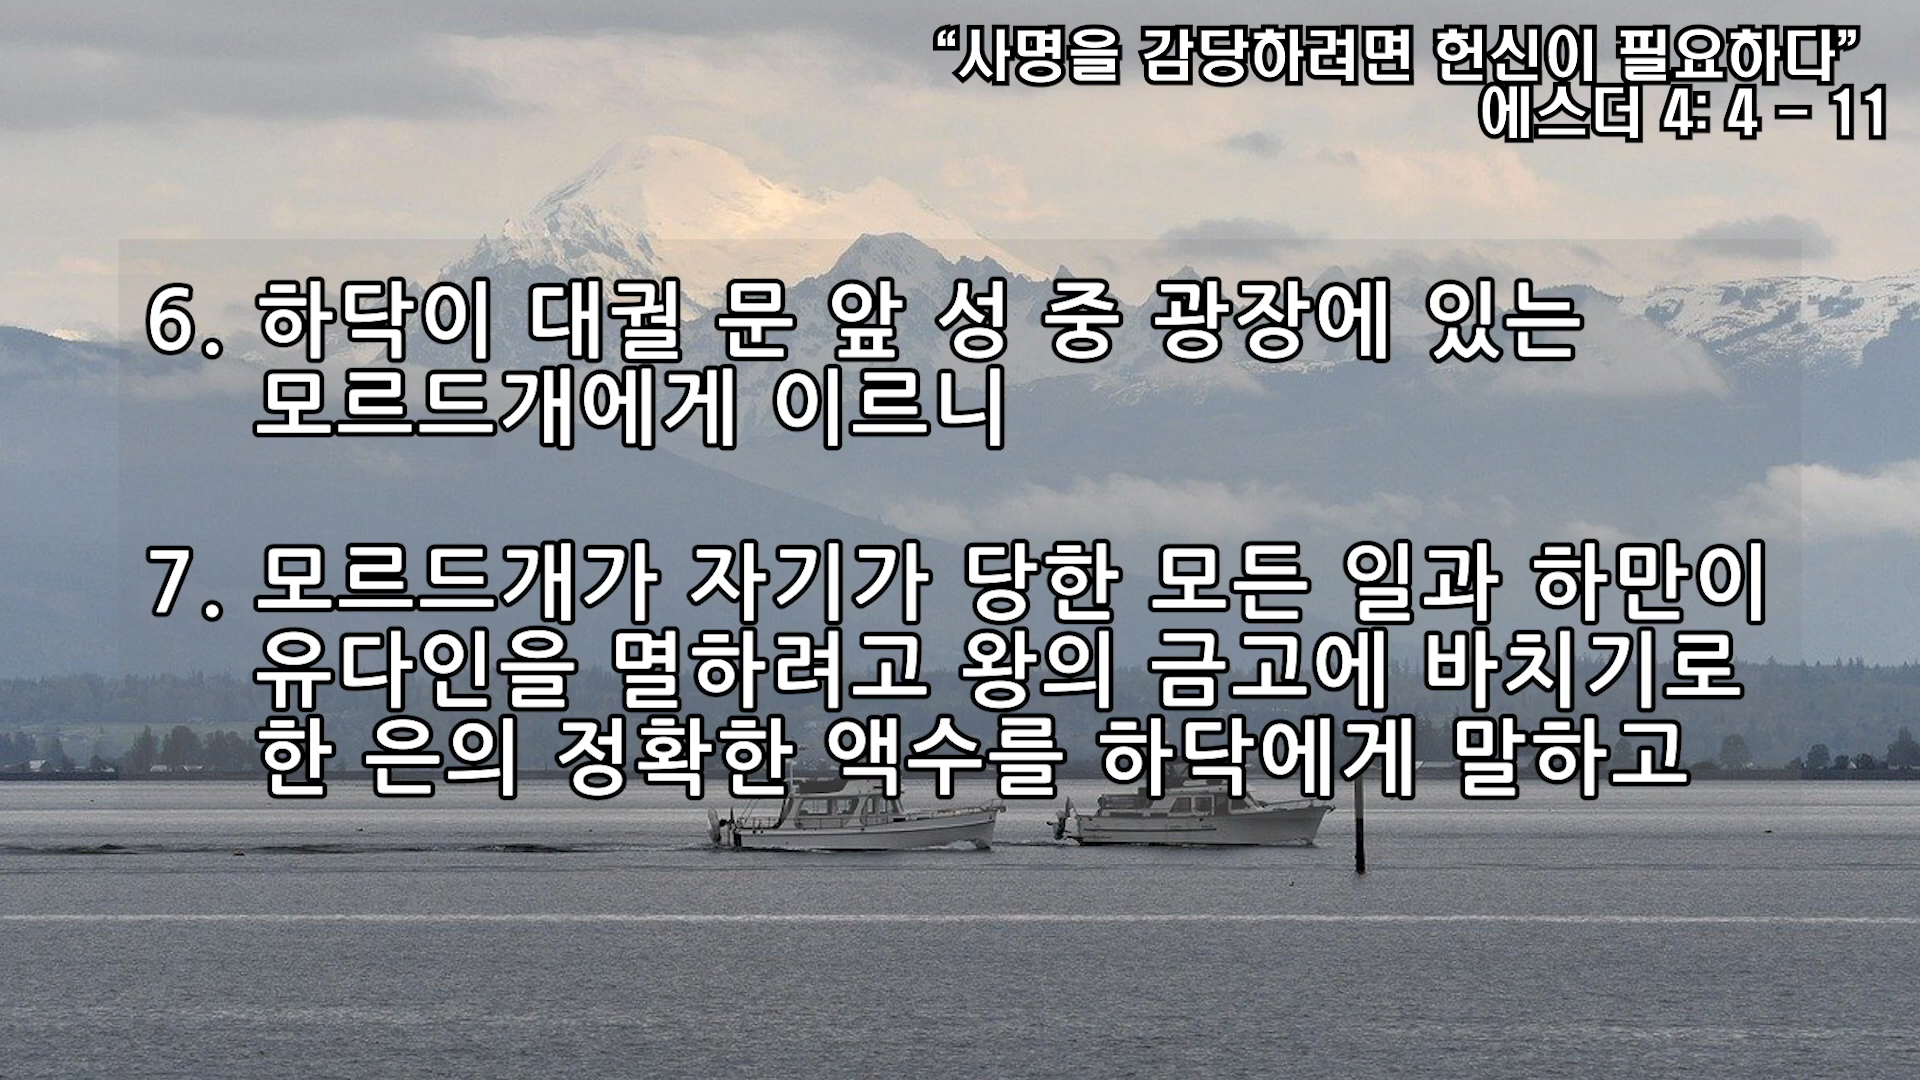 “사명을 감당하려면 헌신이 필요하다”
에스더 4: 4 - 11
6. 하닥이 대궐 문 앞 성 중 광장에 있는
모르드개에게 이르니
7. 모르드개가 자기가 당한 모든 일과 하만이
유다인을 멸하려고 왕의 금고에 바치기로
한 은의 정확한 액수를 하닥에게 말하고